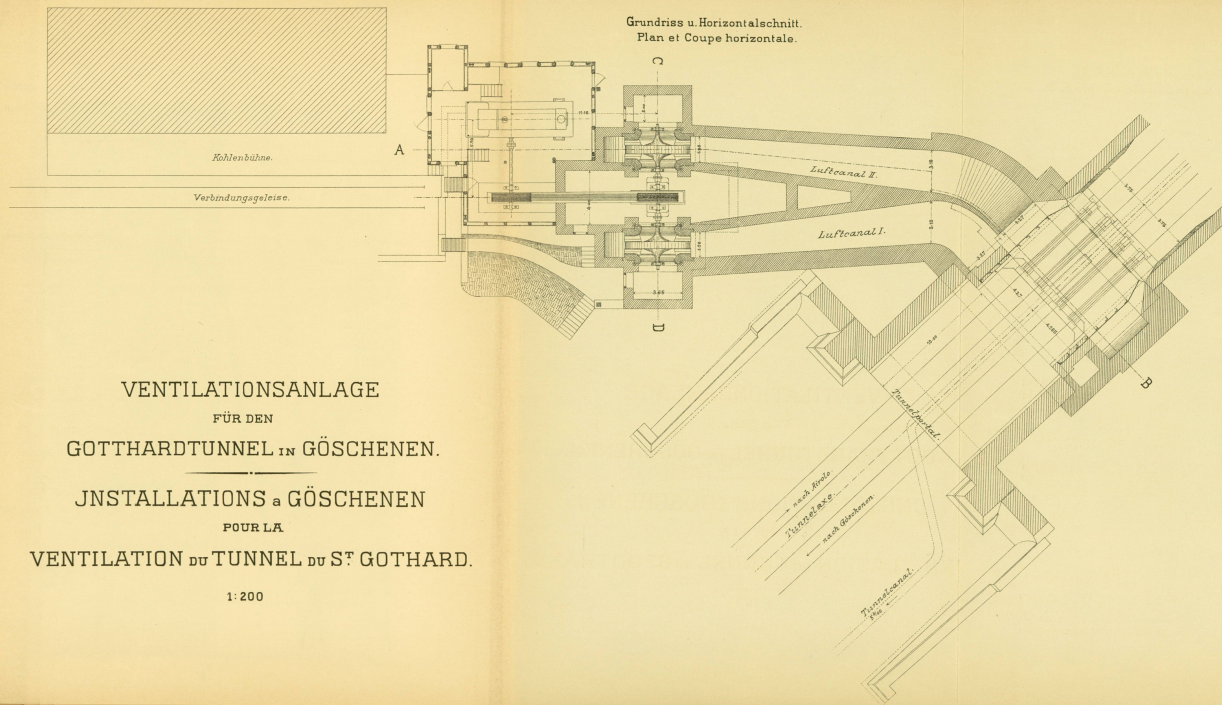 Grundriss u. Horizontalschnitt.
Plan et Coupe horizontale.
C
A
Kohlenbühne.
Verbindungsgeleise.
Luftcanal II.
Luftcanal I.
D
B
Tunnelportal.
nach Airolo
Tunnelaxe.
nach Göschenen
Tunnelcanal.
VENTILATIONSANLAGE
FÜR DEN
GOTTHARDTUNNEL IN GÖSCHENEN.
JNSTALLATIONS a GÖSCHENEN
POUR LA
VENTILATION DU TUNNEL DU ST. GOTHARD.
1:200